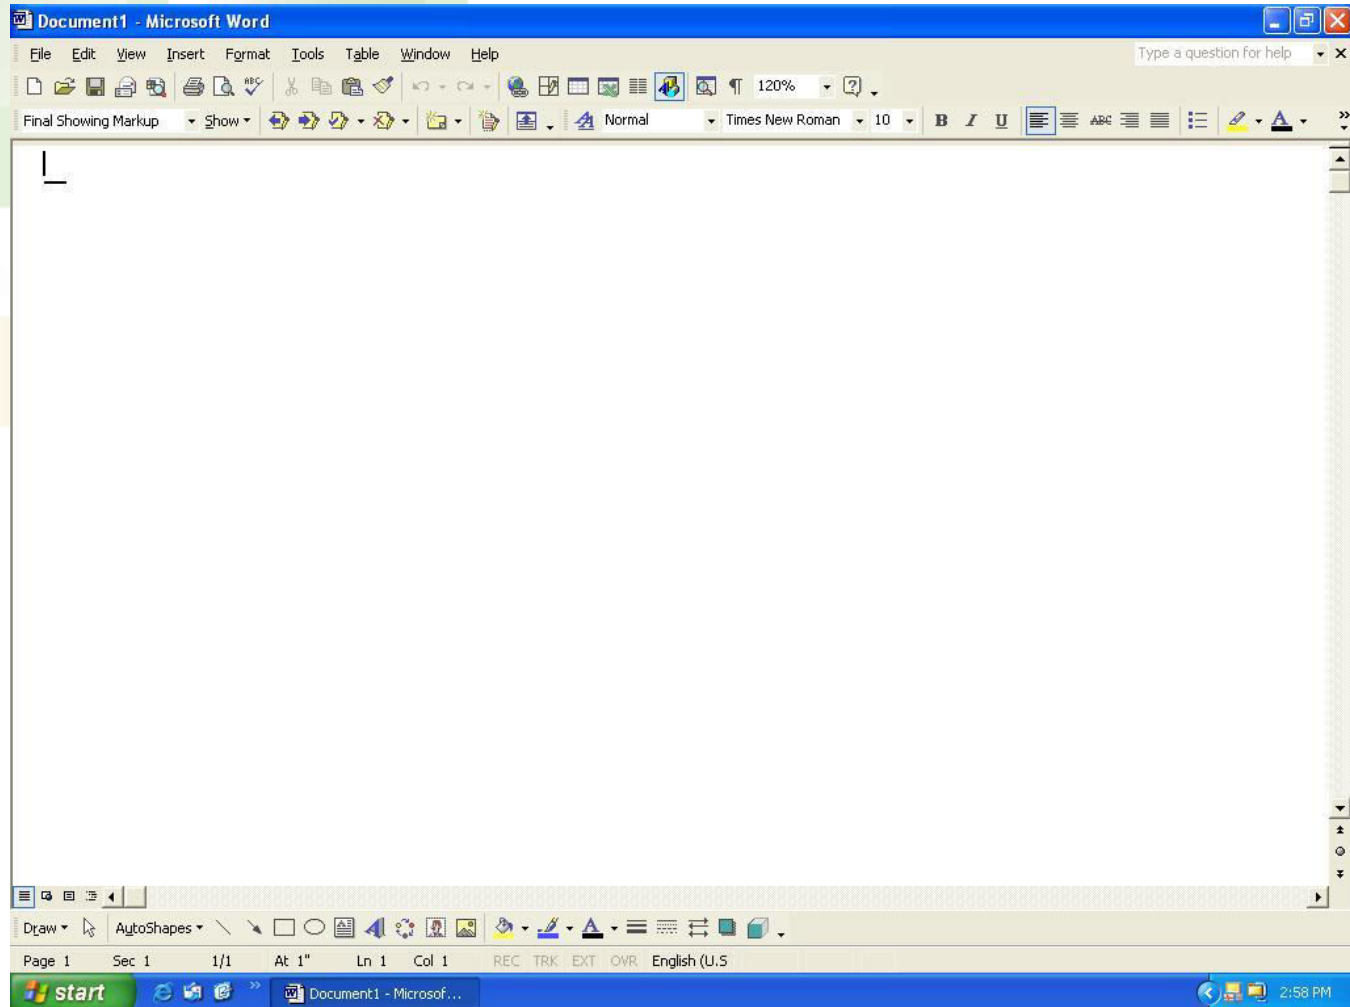 Document1 - Microsoft Word
File Edit View Insert Format Tools Table Window Help Type a question for help
120%
Final Showing Markup Show Normal Times New Roman 10 B I U ABC A
Draw AutoShapes A
Page 1 Sec 1 1/1 At 1" Ln 1 Col 1 REC TRK EXT OVR English (U.S
start Document1 - Microsof... 2:58 PM